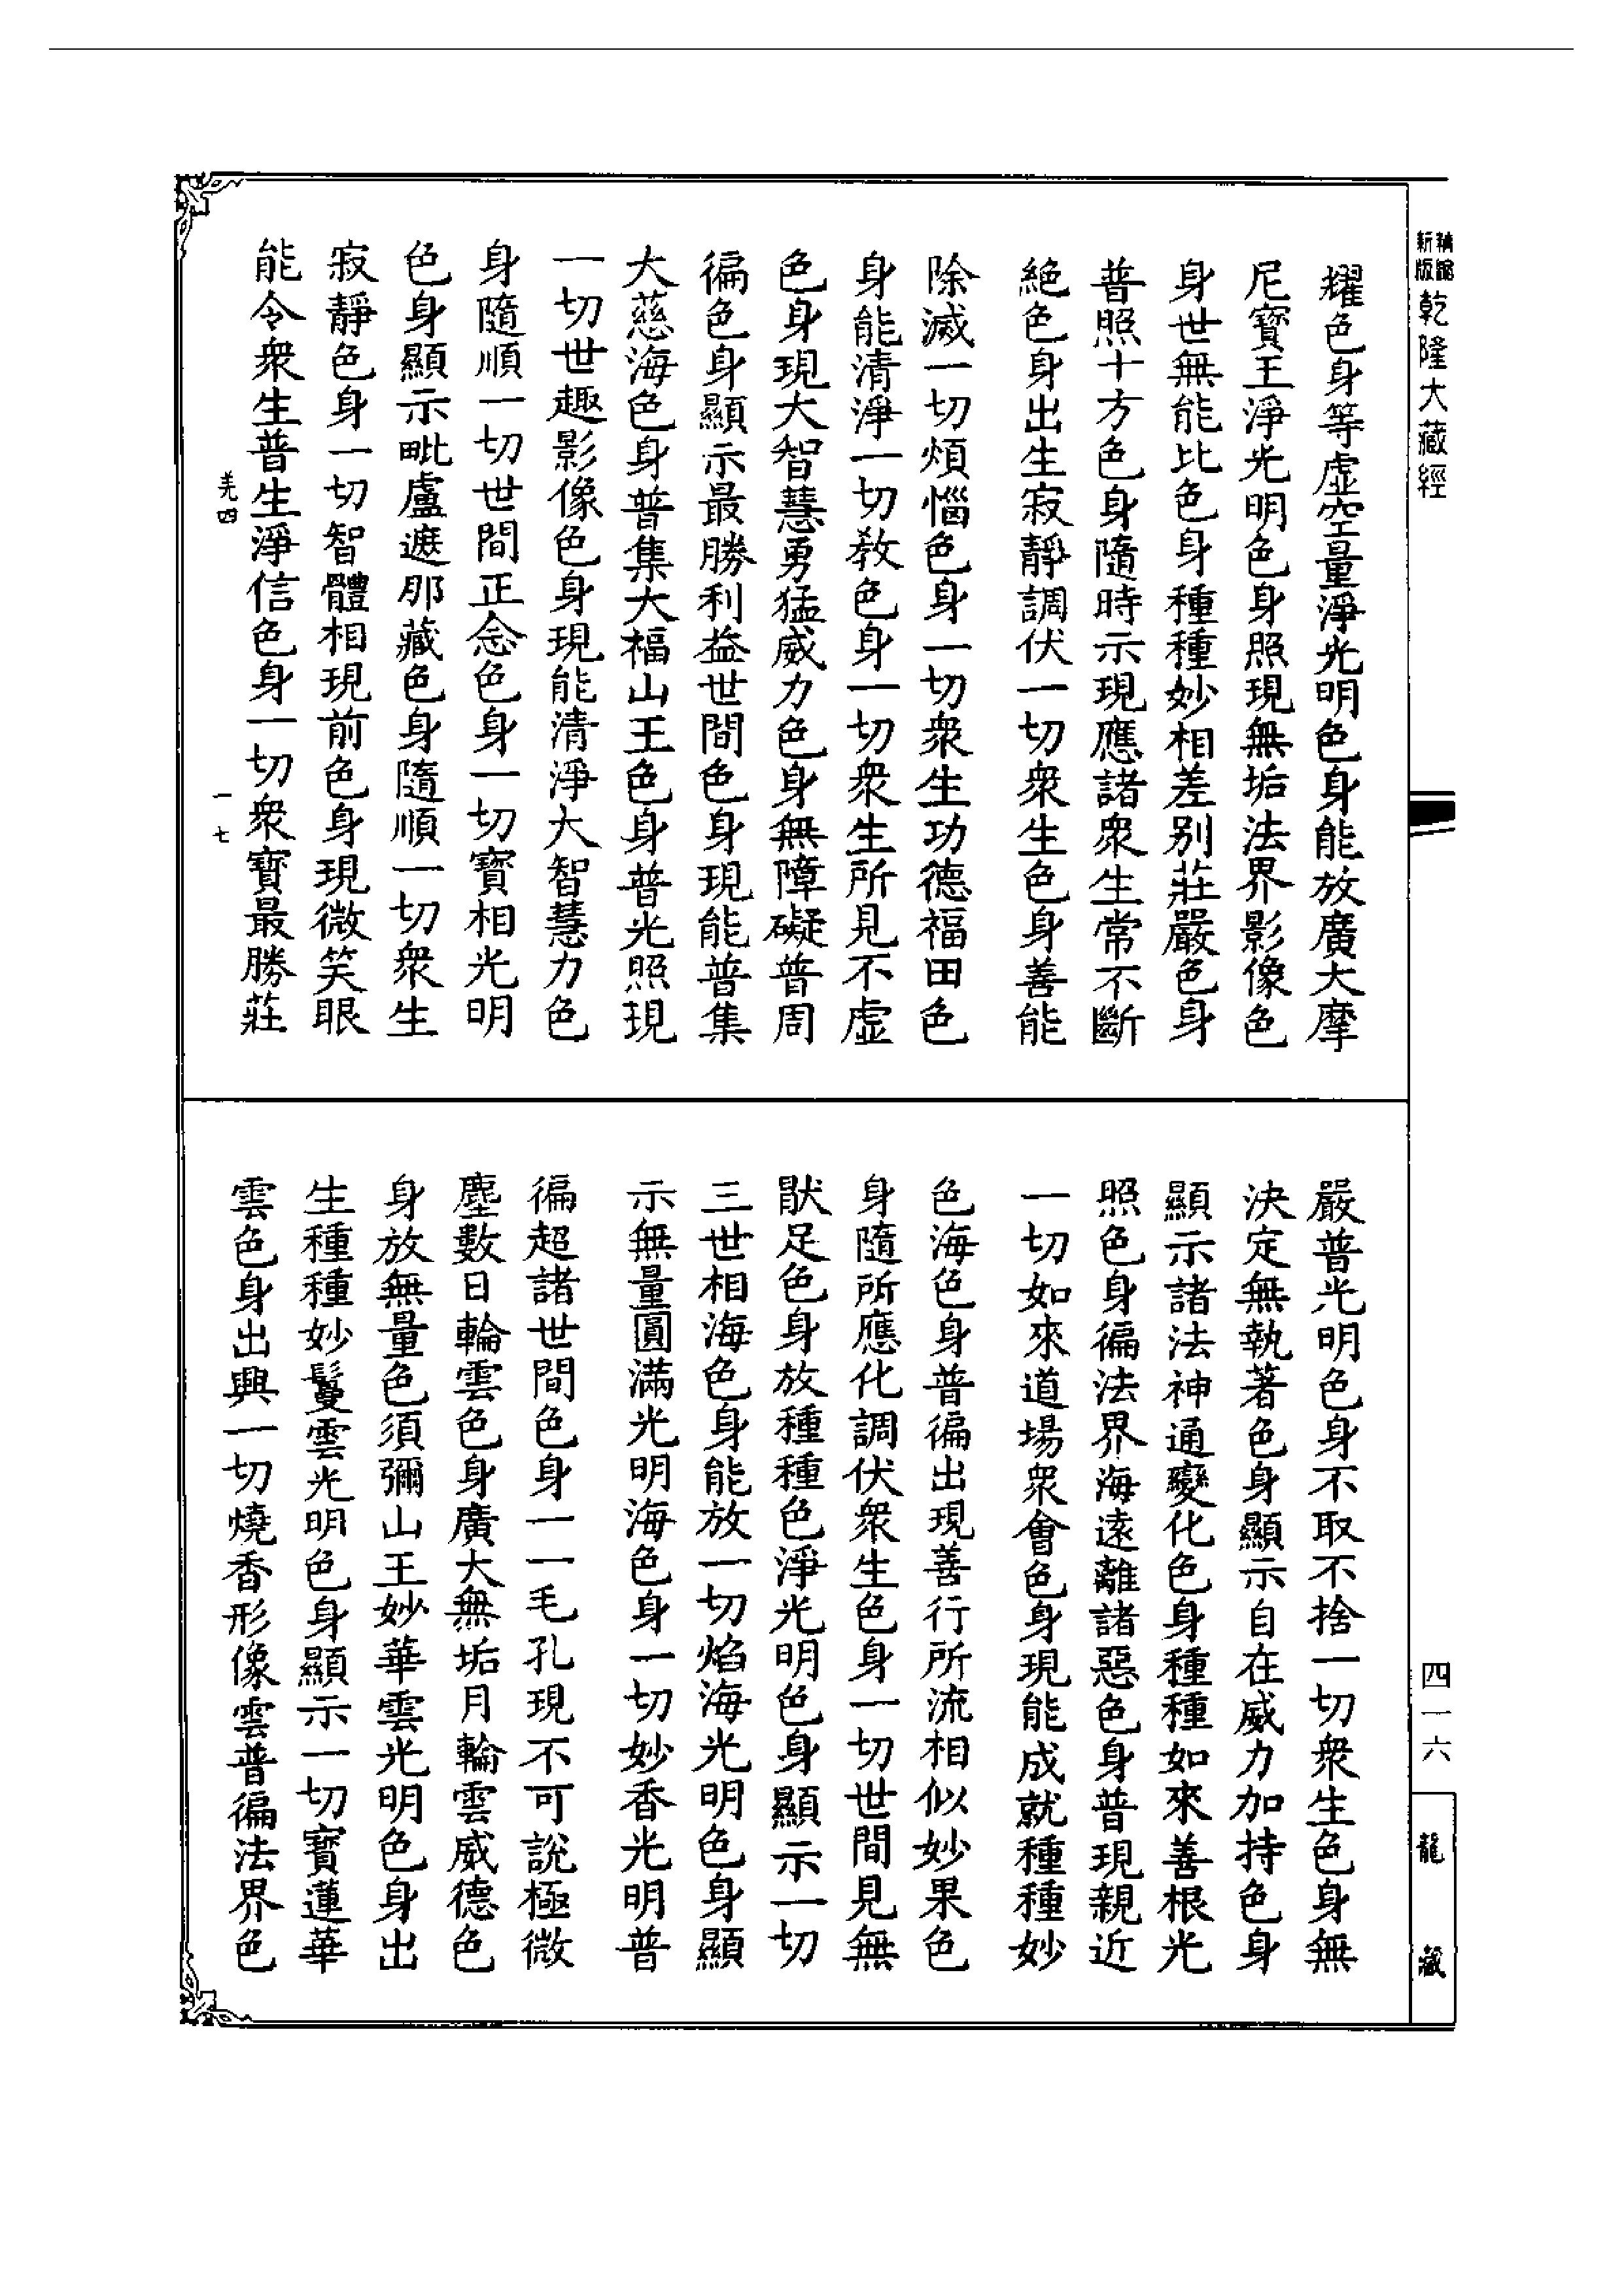 精編新版
乾隆大藏經
耀色身等虛空量淨光明色身能放廣大摩
尼寶王淨光明色身照現無垢法界影像色
身世無能比色身種種妙相差别莊嚴色身
普照十方色身隨時示現應諸衆生常不斷
絶色身出生寂靜調伏一切衆生色身善能
除滅一切煩惱色身一切衆生功德福田色
身能清淨一切敎色身一切衆生所見不虛
色身現大智慧勇猛威力色身無障礙普周
徧色身顯示最勝利益世間色身現能普集
大慈海色身普集大福山王色身普光照現
一切世趣影像色身現能清淨大智慧力色
身隨順一切世間正念色身一切寶相光明
色身顯示毗盧遮那藏色身隨順一切衆生
寂靜色身一切智體相現前色身現微笑眼
能令衆生普生淨信色身一切衆寶最勝莊
羌四
一七
嚴普光明色身不取不捨一切衆生色身無
決定無執著色身顯示自在威力加持色身
顯示諸法神通變化色身種種如來善根光
照色身徧法界海遠離諸惡色身普現親近
一切如來道場衆會色身現能成就種種妙
色海色身普徧出現善行所流相似妙果色
身隨所應化調伏衆生色身一切世間見無
猒足色身放種種色淨光明色身顯示一切
三世相海色身能放一切焰海光明色身顯
示無量圓滿光明海色身一切妙香光明普
徧超諸世間色身一一毛孔現不可說極微
塵數日輪雲色身廣大無垢月輪雲威德色
身放無量色須彌山王妙華雲光明色身出
生種種妙鬘雲光明色身顯示一切寶蓮華
雲色身出興一切燒香形像雲普徧法界色
四一六
龍藏